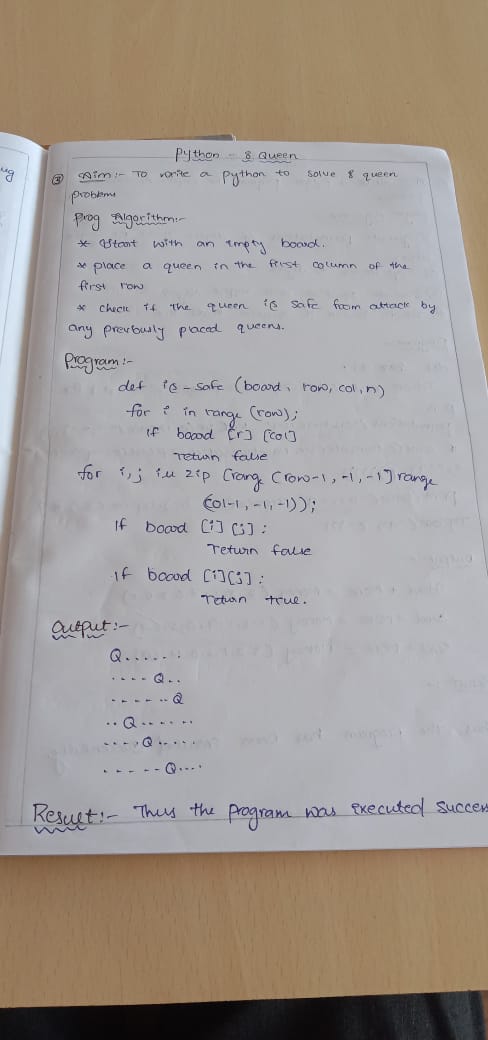 ug
Python - 8 Queen
③ Aim:- To write a python to solve 8 queen
problems
Prog Algorithm:-
* Start with an empty board.
* place a queen in the first column of the
first row
* check if the queen is safe from attack by
any previously placed queens.
Program:-
def is-safe (board, row, col, n)
for i in range (row);
if board [r] [col]
return false
for i, j in zip [range (row-1, -1, -1] range
(col-1, -1, -1));
If board [i] [j] :
return false
if board [i][j] :
return true.
Output:-
Q.......
.... Q..
...... Q
.. Q......
.... Q.....
...... Q....
Result:- Thus the program was executed succes